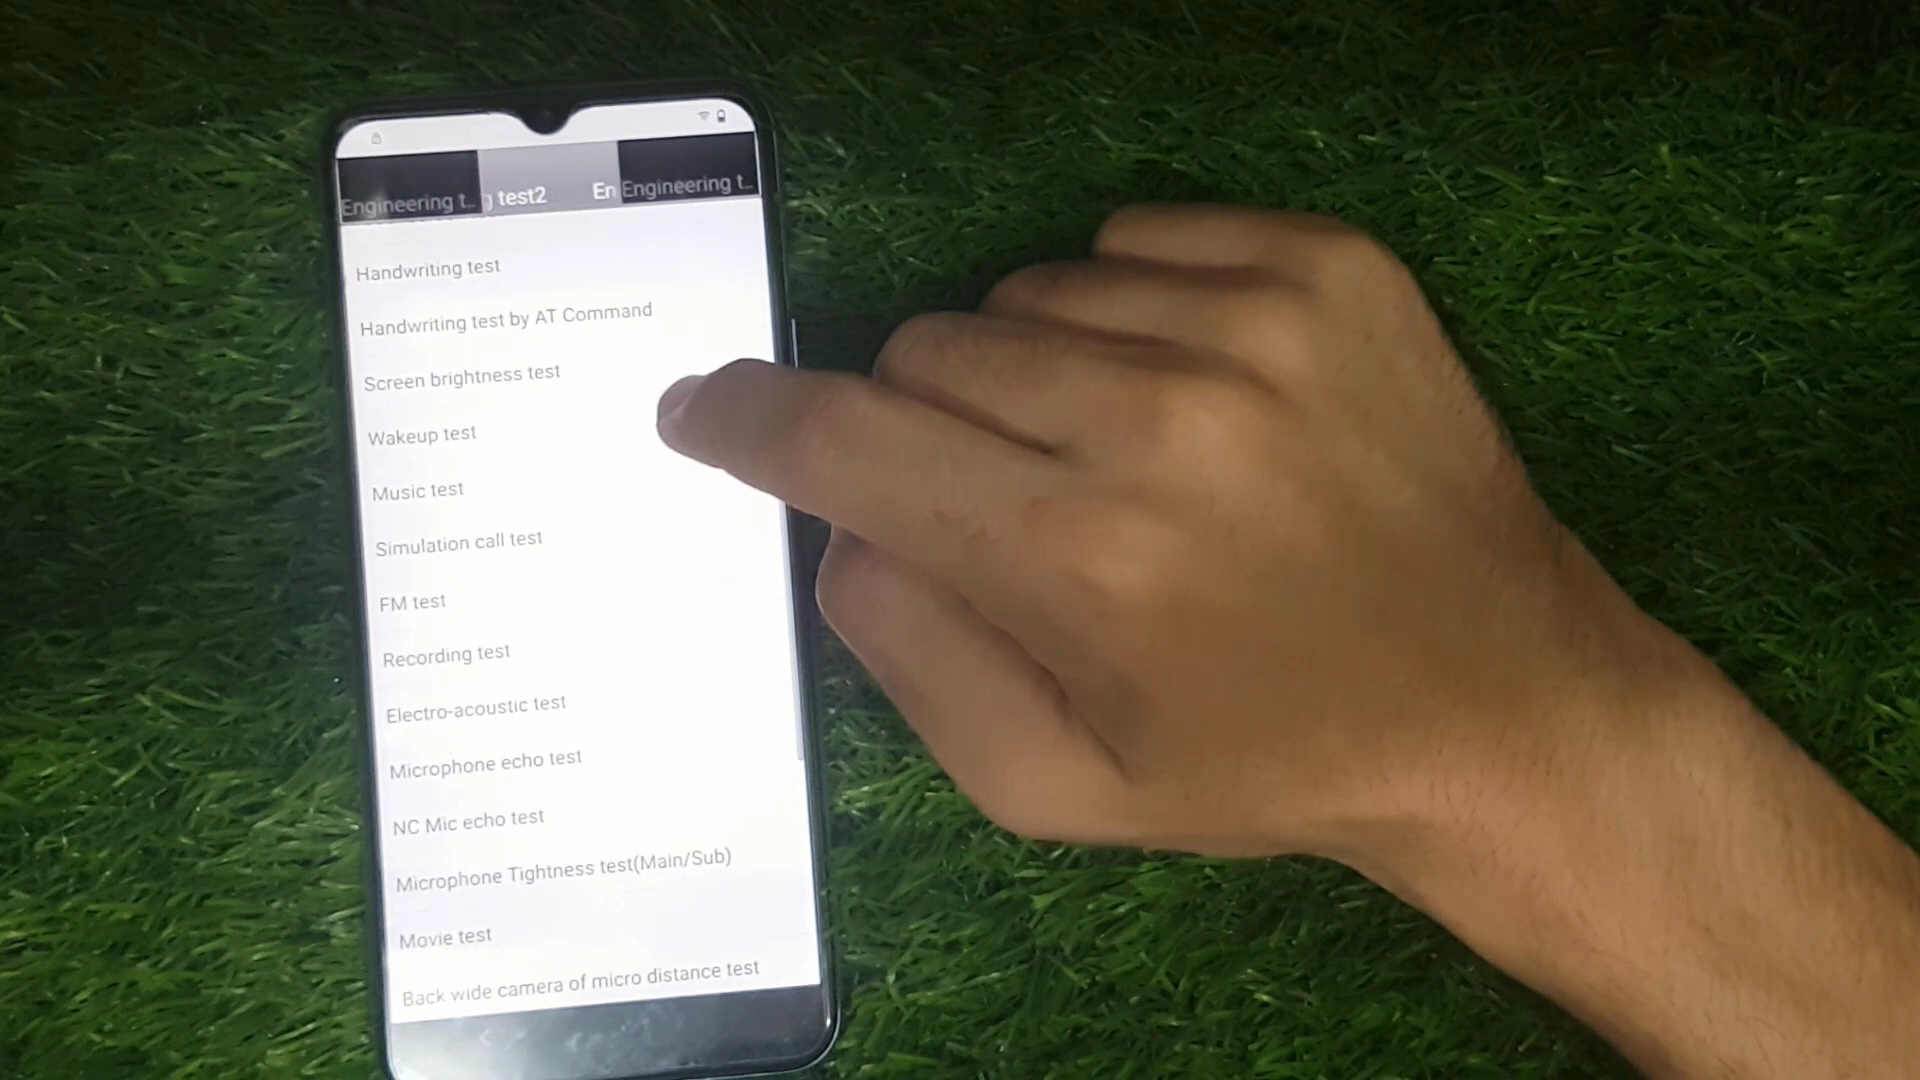 Engineering t... g test2 En Engineering t...
Handwriting test
Handwriting test by AT Command
Screen brightness test
Wakeup test
Music test
Simulation call test
FM test
Recording test
Electro-acoustic test
Microphone echo test
NC Mic echo test
Microphone Tightness test(Main/Sub)
Movie test
Back wide camera of micro distance test